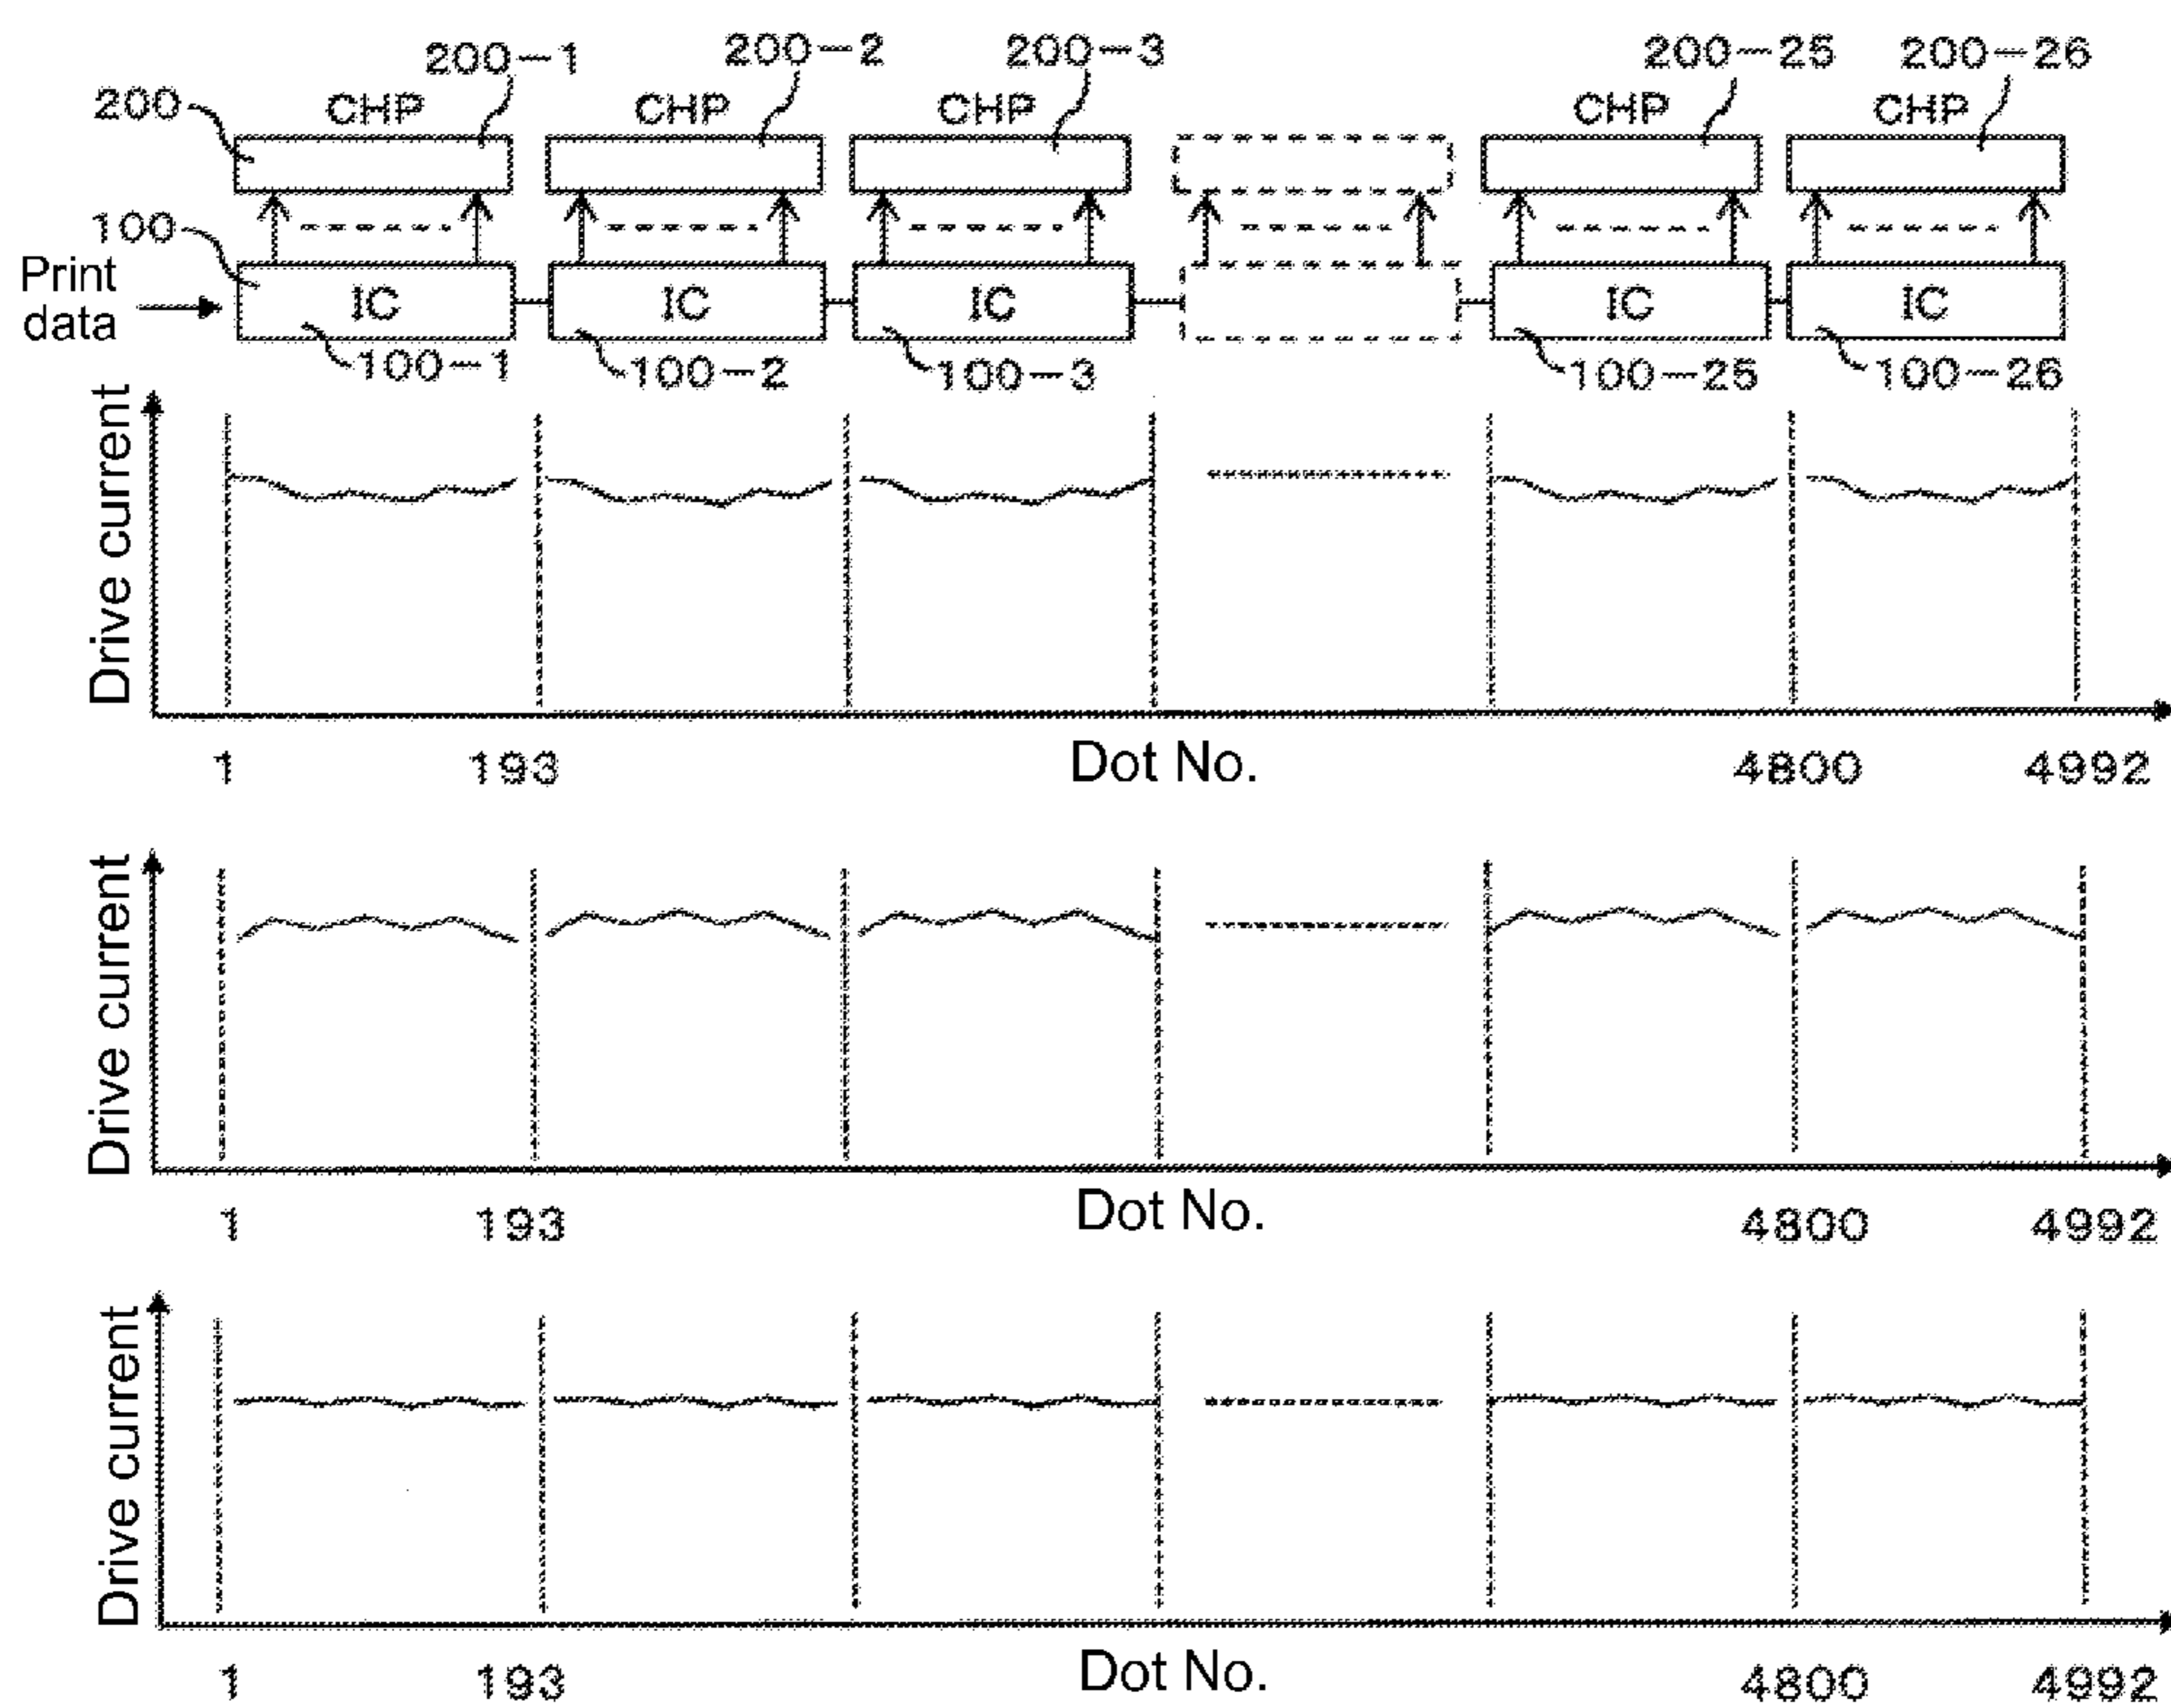 200-1 200-2 200-3 200-25 200-26
200 CHP CHP CHP CHP CHP
100
Print
data
IC IC IC IC IC
100-1 100-2 100-3 100-25 100-26
Drive current
1 193 Dot No. 4800 4992
Drive current
1 193 Dot No. 4800 4992
Drive current
1 193 Dot No. 4800 4992